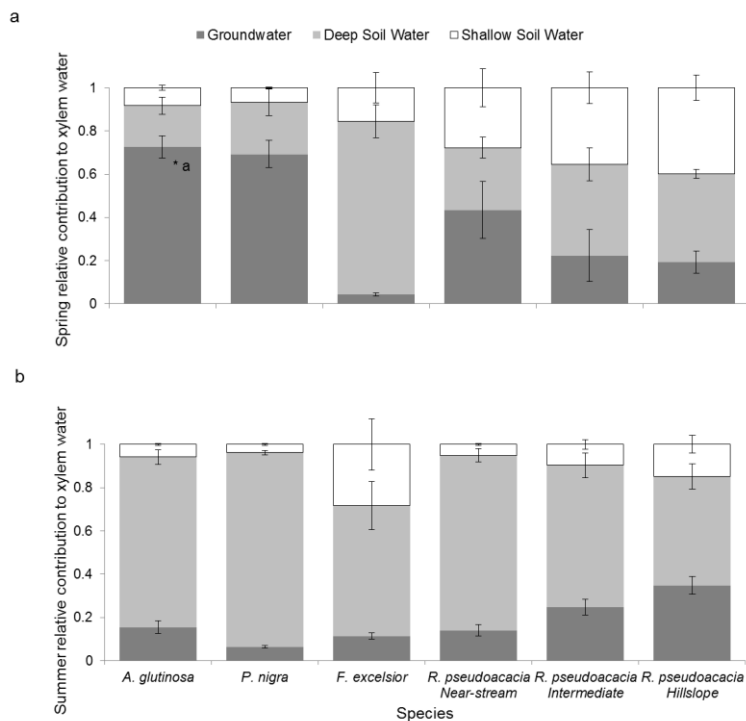 a
Groundwater Deep Soil Water Shallow Soil Water
Spring relative contribution to xylem water
1
0.8
0.6
0.4
0.2
0
* a
b
Summer relative contribution to xylem water
1
0.8
0.6
0.4
0.2
0
A. glutinosa P. nigra F. excelsior R. pseudoacacia R. pseudoacacia R. pseudoacacia
Near-stream Intermediate Hillslope
Species